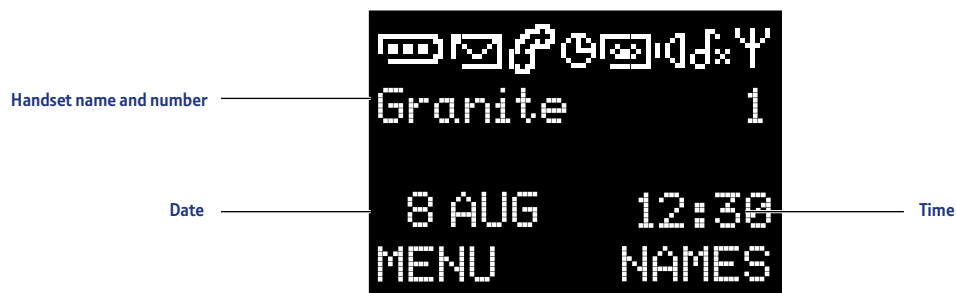 Handset name and number
Granite 1
Date
8 AUG 12:30
Time
MENU NAMES